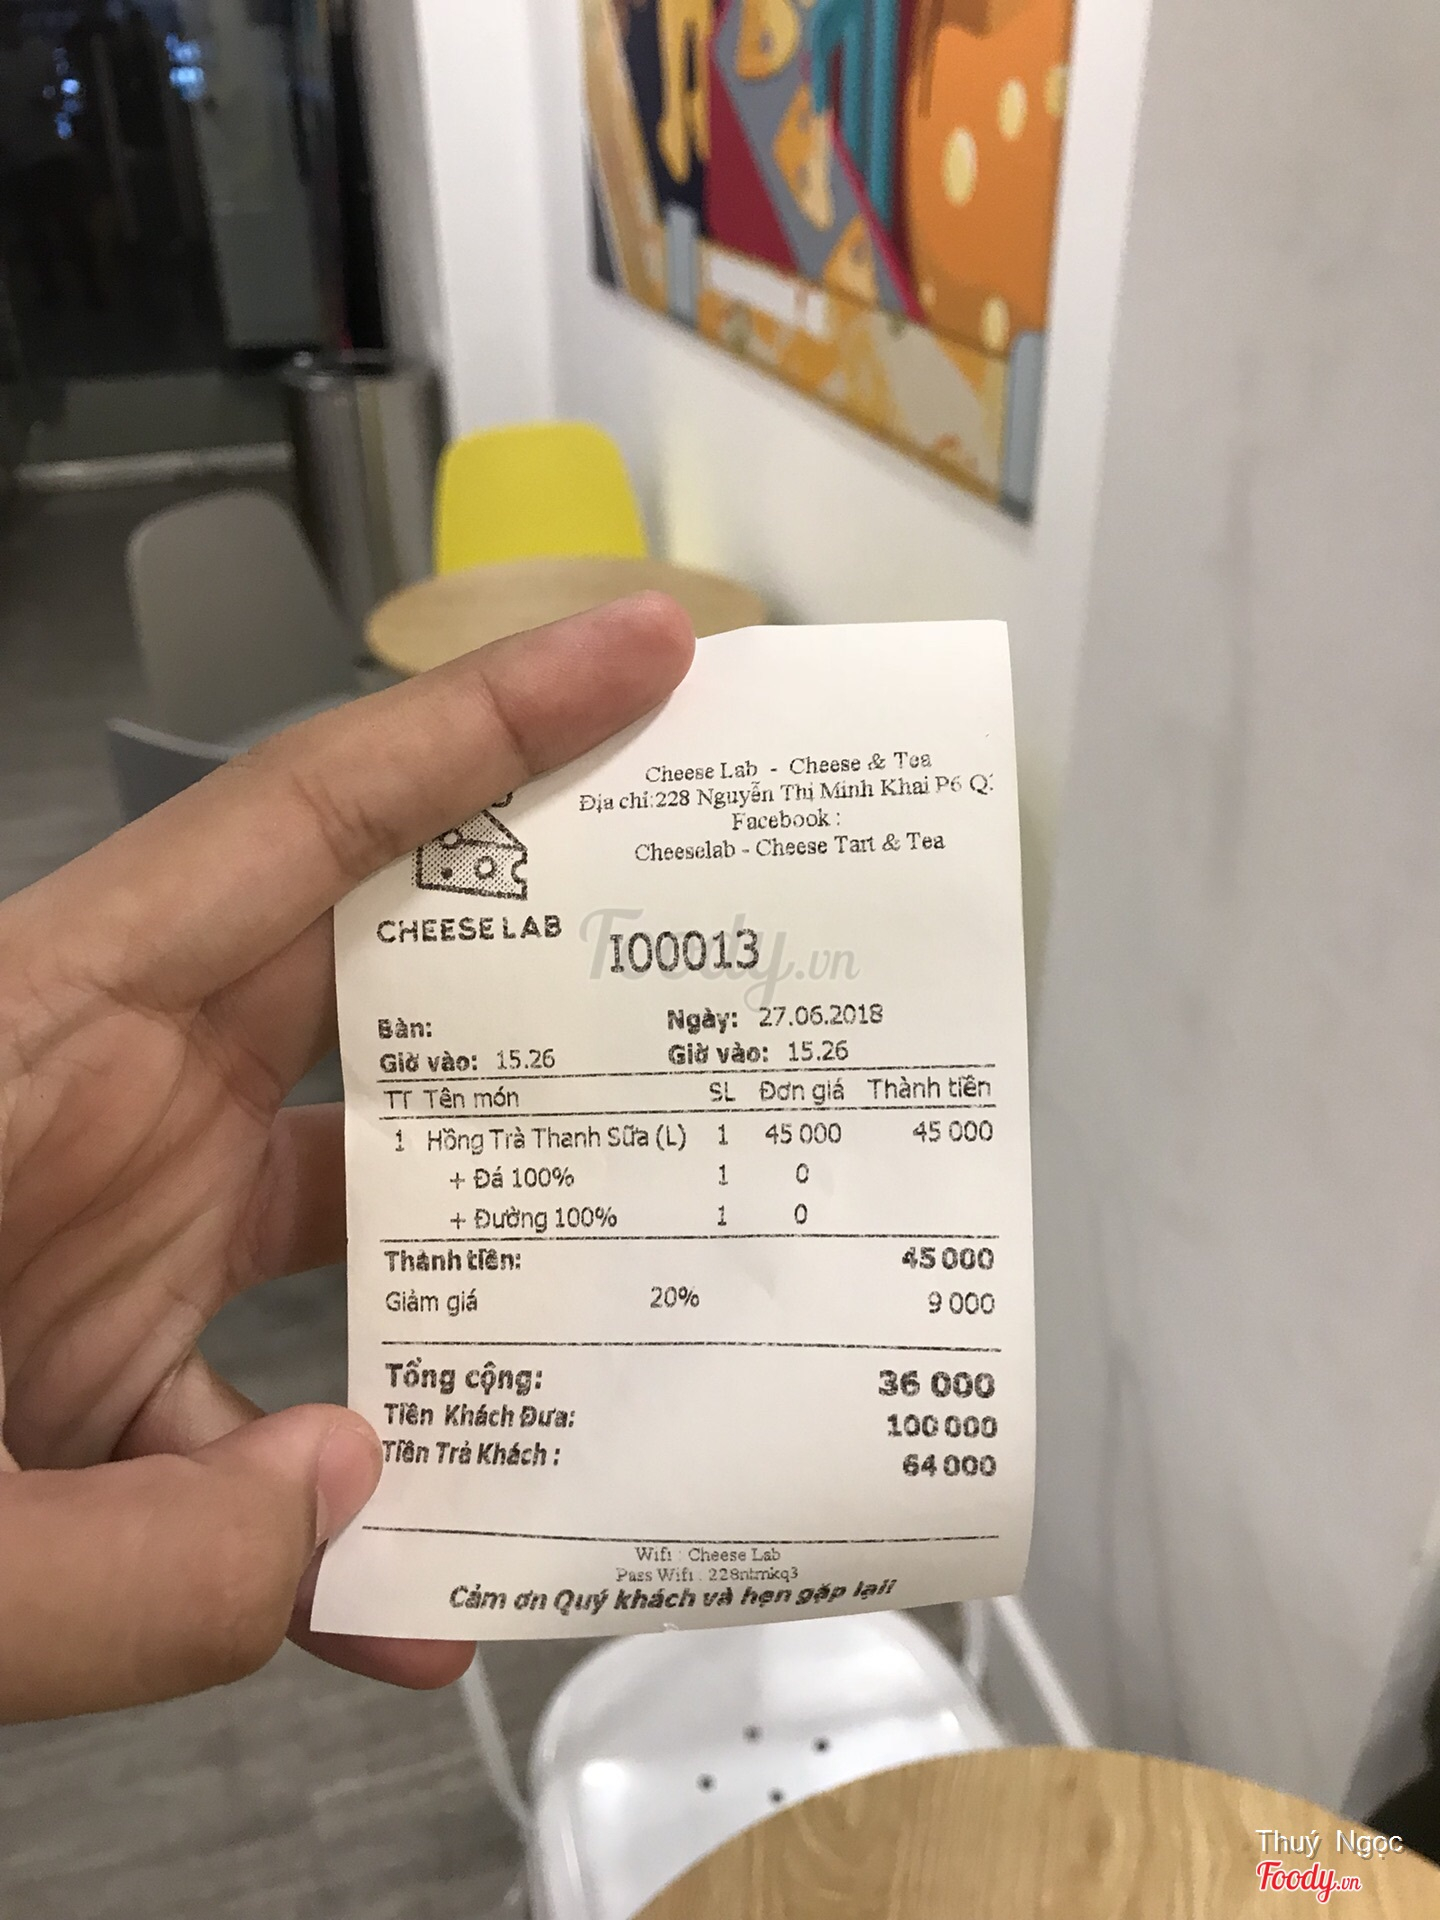 Cheese Lab - Cheese & Tea
Địa chỉ:228 Nguyễn Thị Minh Khai P6 Q
Facebook :
Cheeselab - Cheese Tart & Tea
CHEESE LAB
I00013
Foody.vn
Bàn:
Ngày: 27.06.2018
Giờ vào: 15.26 Giờ vào: 15.26
TT Tên món SL Đơn giá Thành tiền
1 Hồng Trà Thanh Sữa (L) 1 45 000 45 000
+ Đá 100% 1 0
+ Đường 100% 1 0
Thành tiền: 45 000
Giảm giá 20% 9 000
Tổng cộng: 36 000
Tiền Khách Đưa: 100 000
Tiền Trả Khách : 64 000
Wifi : Cheese Lab
Pass Wifi : 228ntmkq3
Cảm ơn Quý khách và hẹn gặp lại!
Thuý Ngọc
Foody.vn